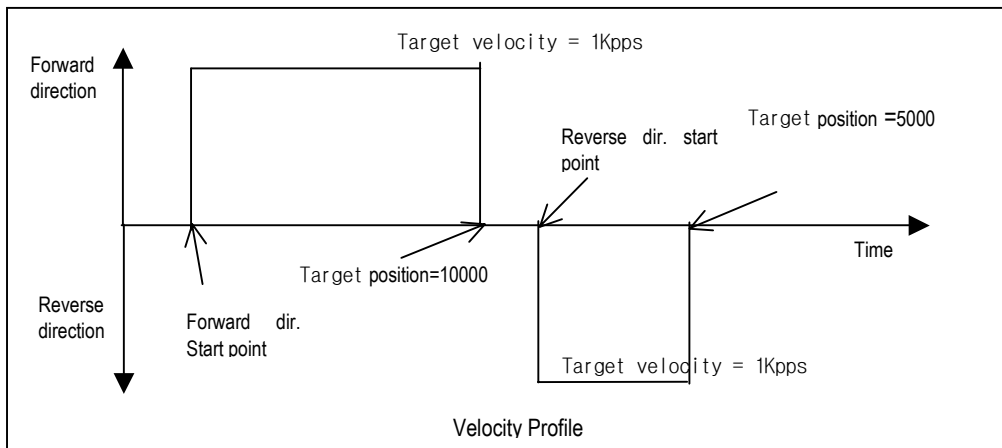 Target velocity = 1Kpps
Forward
direction
Target position =5000
Reverse dir. start
point
Time
Target position=10000
Reverse
direction
Forward dir.
Start point
Target velocity = 1Kpps
Velocity Profile